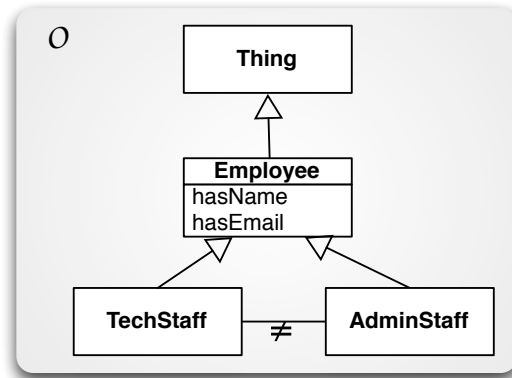 O
Thing
Employee
hasName
hasEmail
TechStaff
≠
AdminStaff